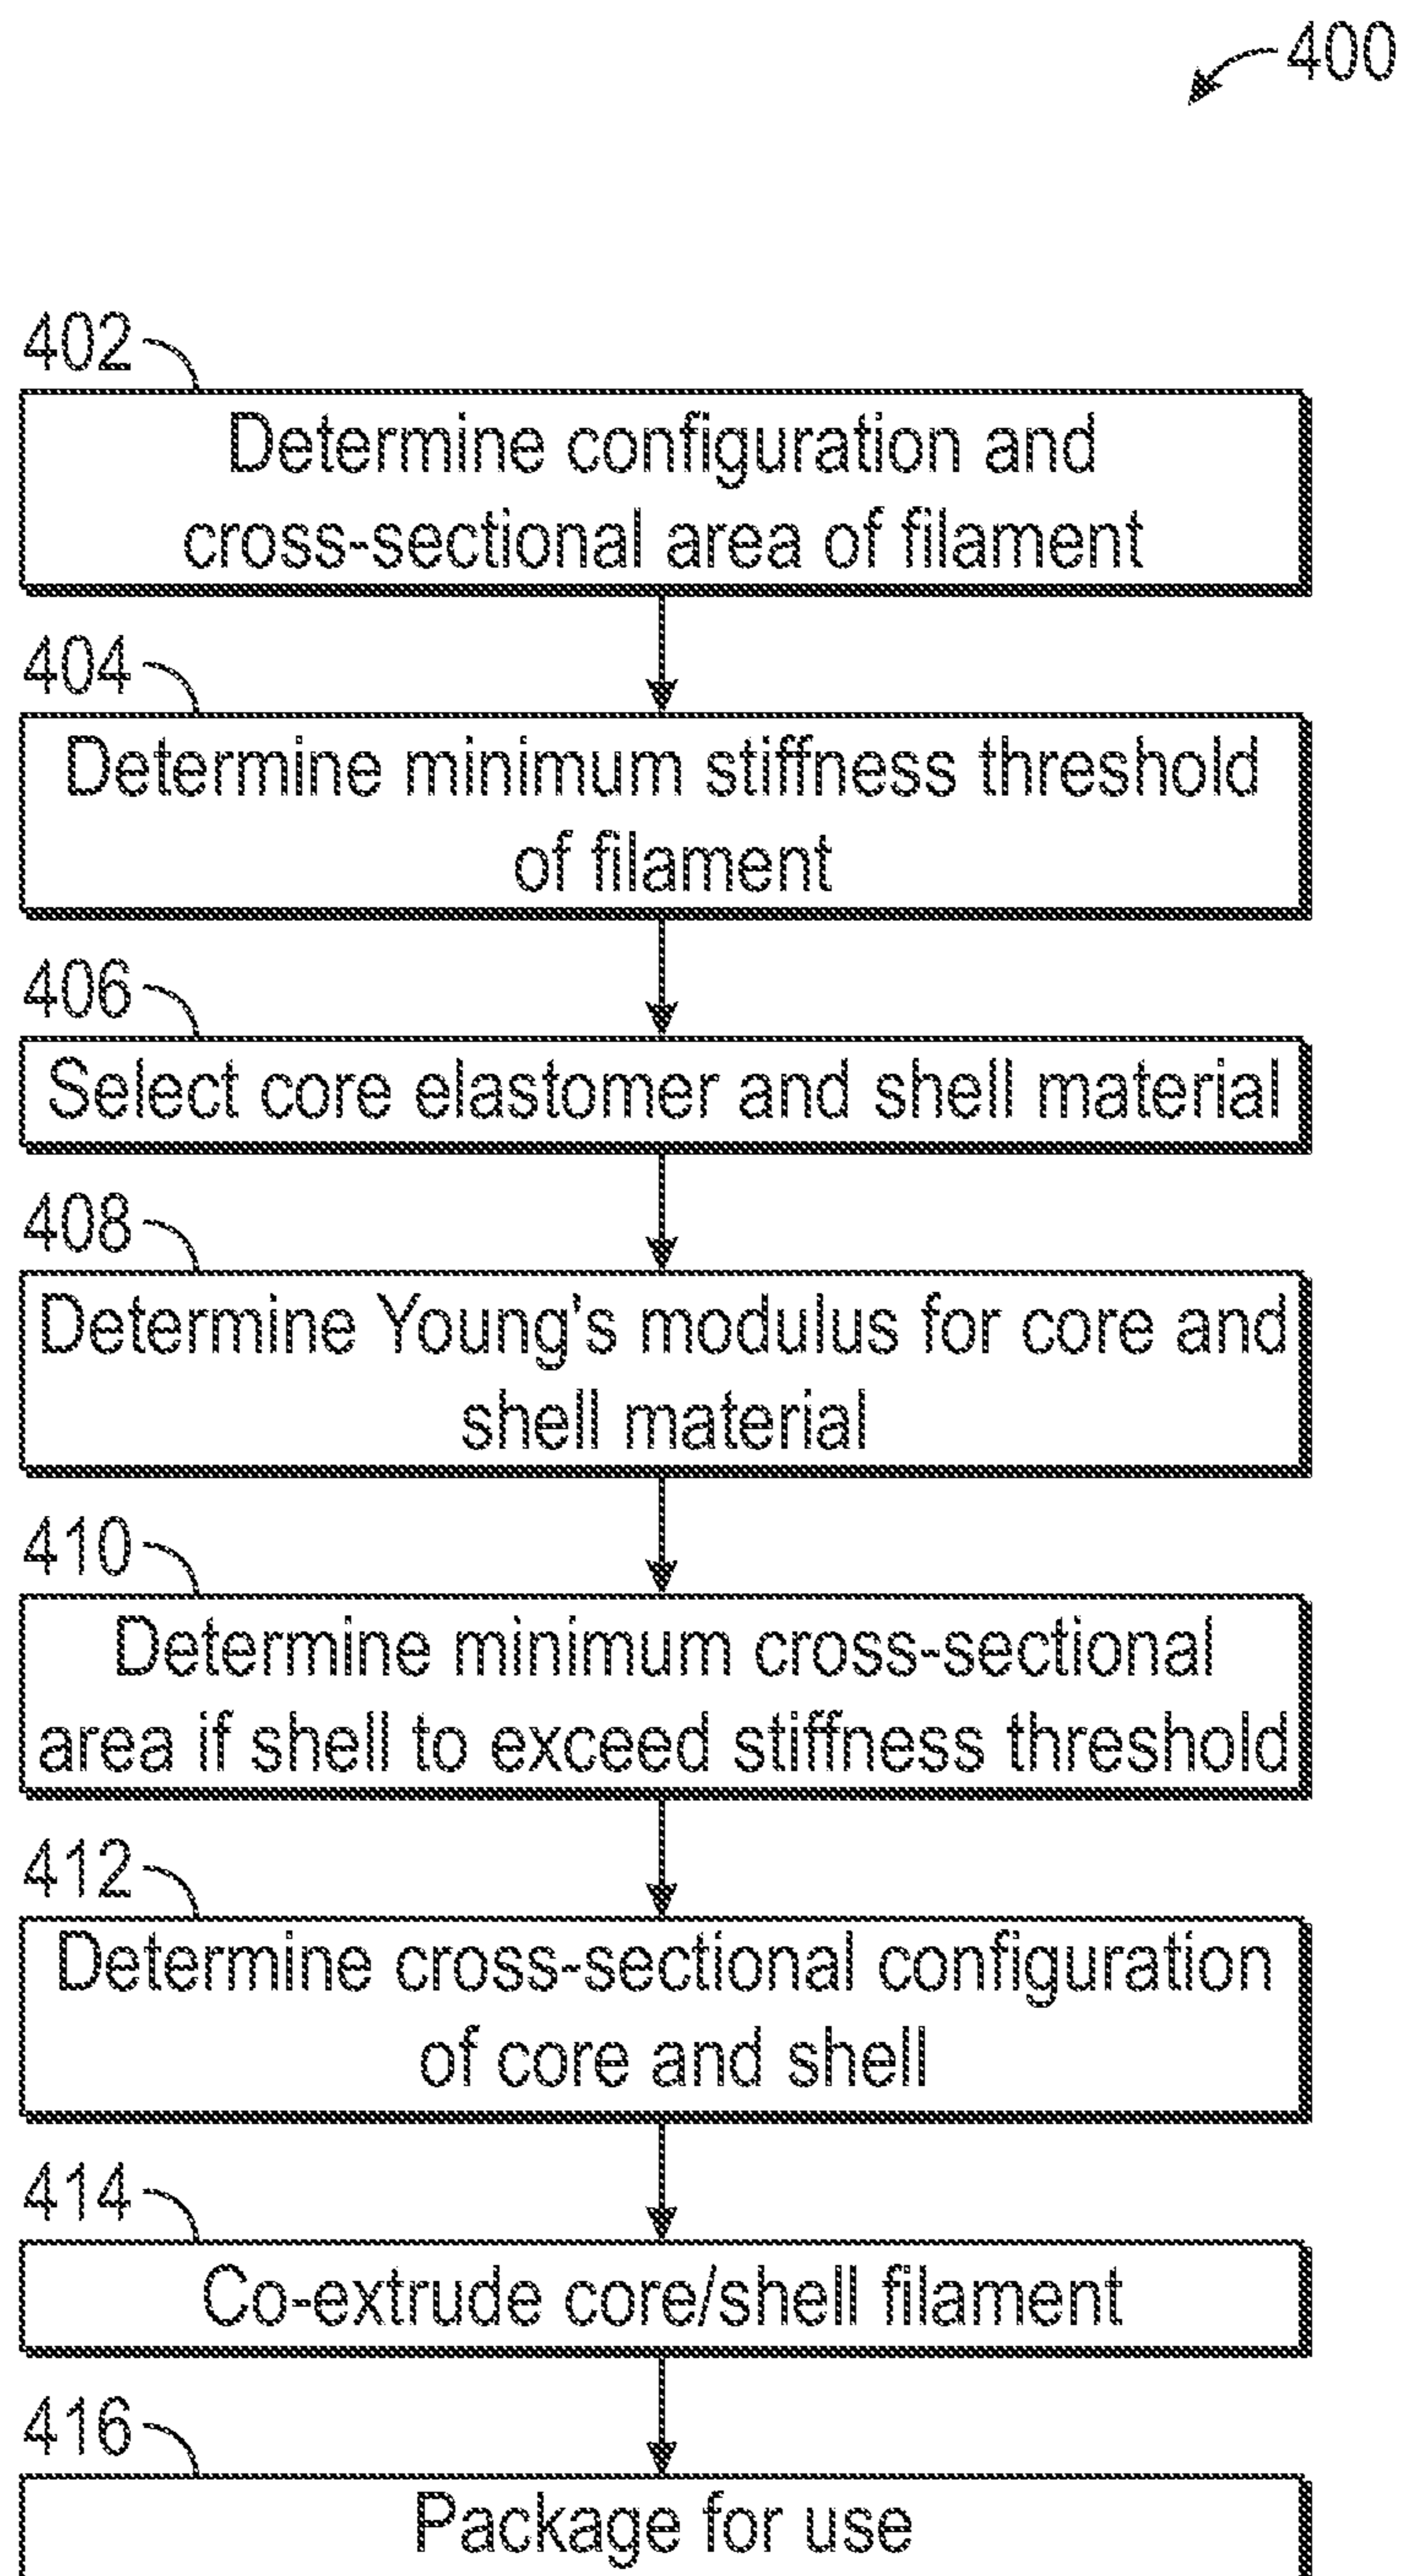 400
402
Determine configuration and
cross-sectional area of filament
404
Determine minimum stiffness threshold
of filament
406
Select core elastomer and shell material
408
Determine Young's modulus for core and
shell material
410
Determine minimum cross-sectional
area if shell to exceed stiffness threshold
412
Determine cross-sectional configuration
of core and shell
414
Co-extrude core/shell filament
416
Package for use